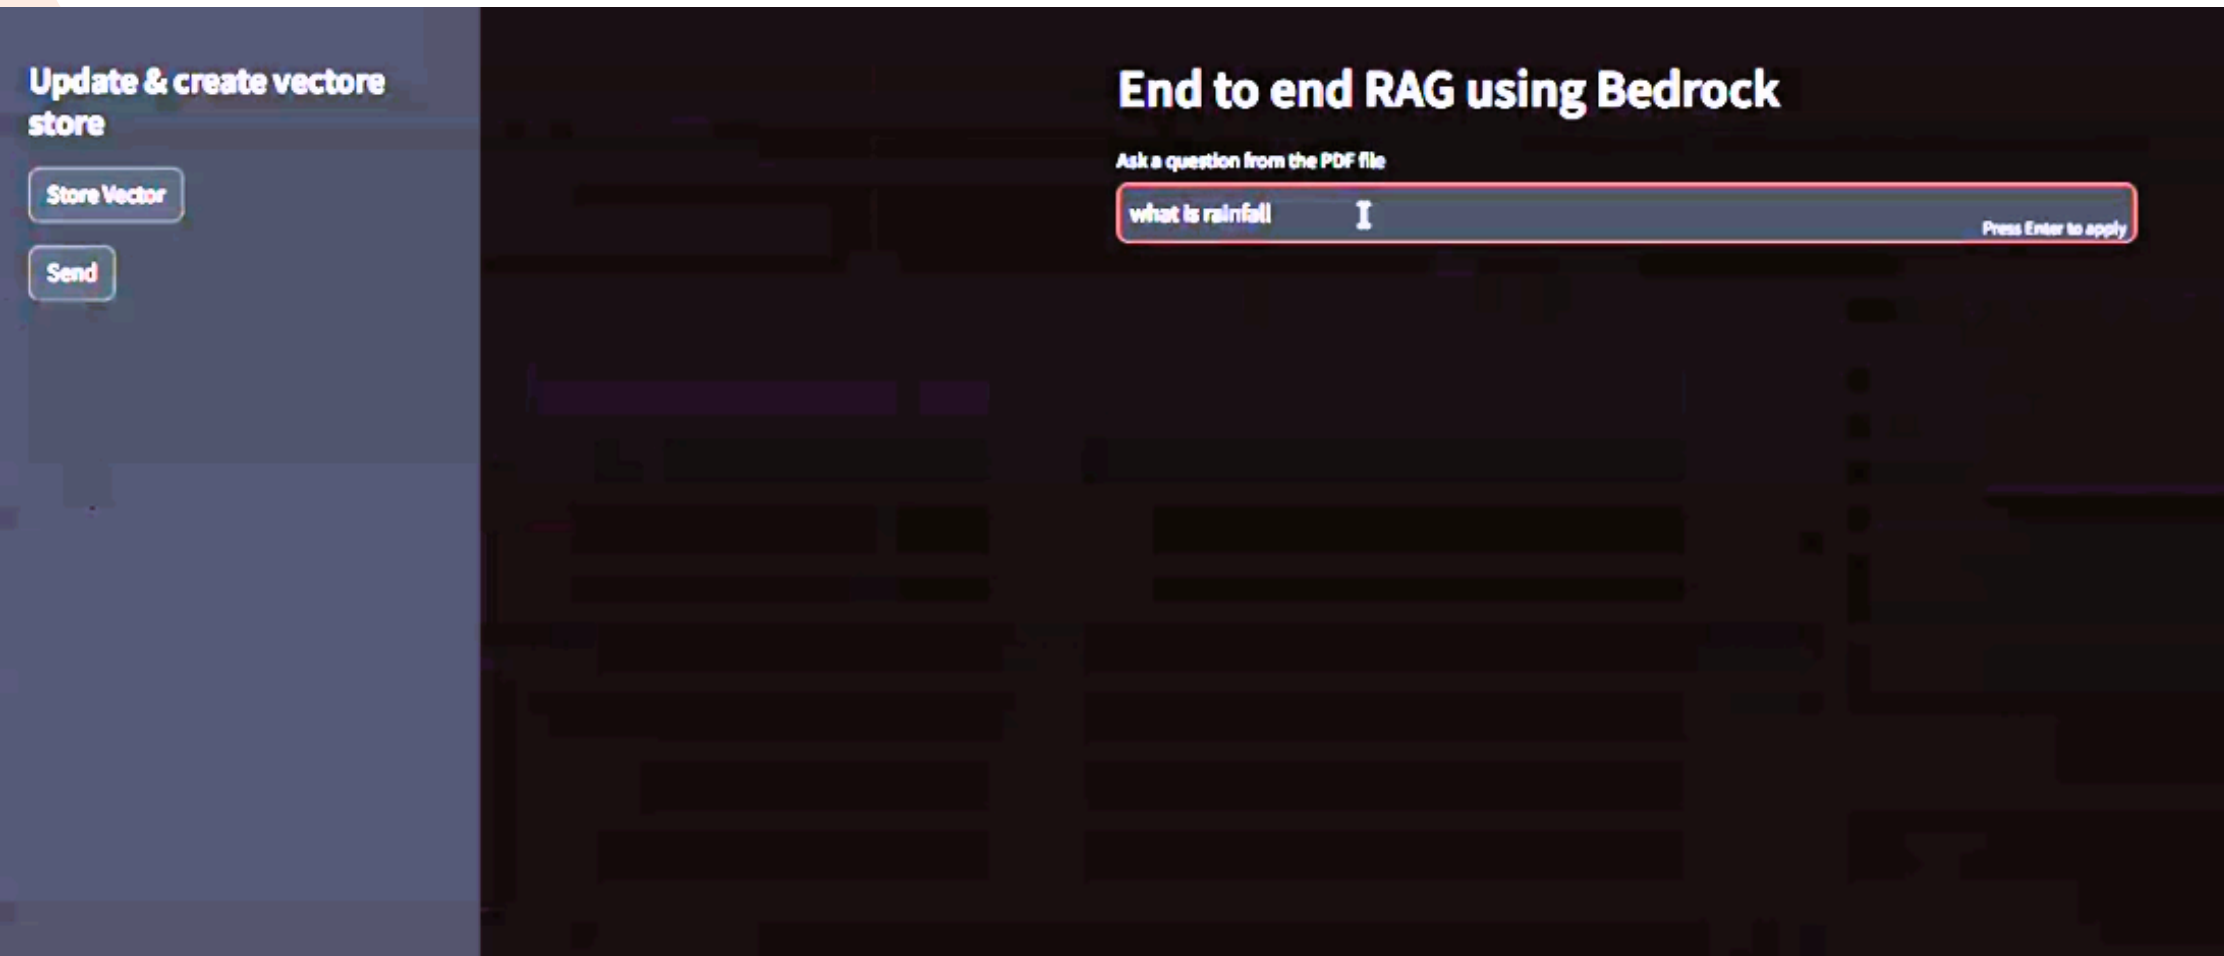 Update & create vectore
store
Store Vector
Send
End to end RAG using Bedrock
Ask a question from the PDF file
what is rainfall
Press Enter to apply